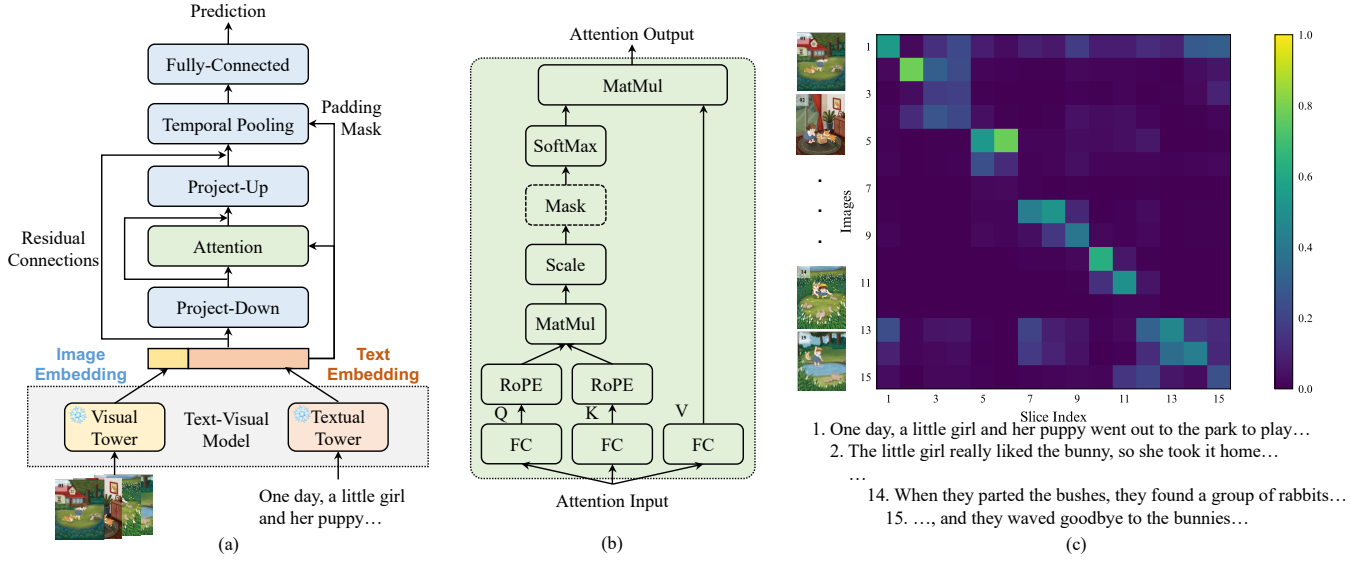 Prediction
Fully-Connected
Temporal Pooling
Padding
Mask
Project-Up
Residual
Connections
Attention
Project-Down
Image
Embedding
Text
Embedding
Visual
Tower
Text-Visual
Model
Textual
Tower
One day, a little girl
and her puppy…
(a)
Attention Output
MatMul
SoftMax
Mask
Scale
MatMul
RoPE
RoPE
Q
K
V
FC
FC
FC
Attention Input
(b)
Images
1
3
5
7
9
11
13
15
1
3
5
7
9
11
13
15
Slice Index
1.0
0.8
0.6
0.4
0.2
0.0
1. One day, a little girl and her puppy went out to the park to play…
2. The little girl really liked the bunny, so she took it home…
…
14. When they parted the bushes, they found a group of rabbits…
15. …, and they waved goodbye to the bunnies…
(c)